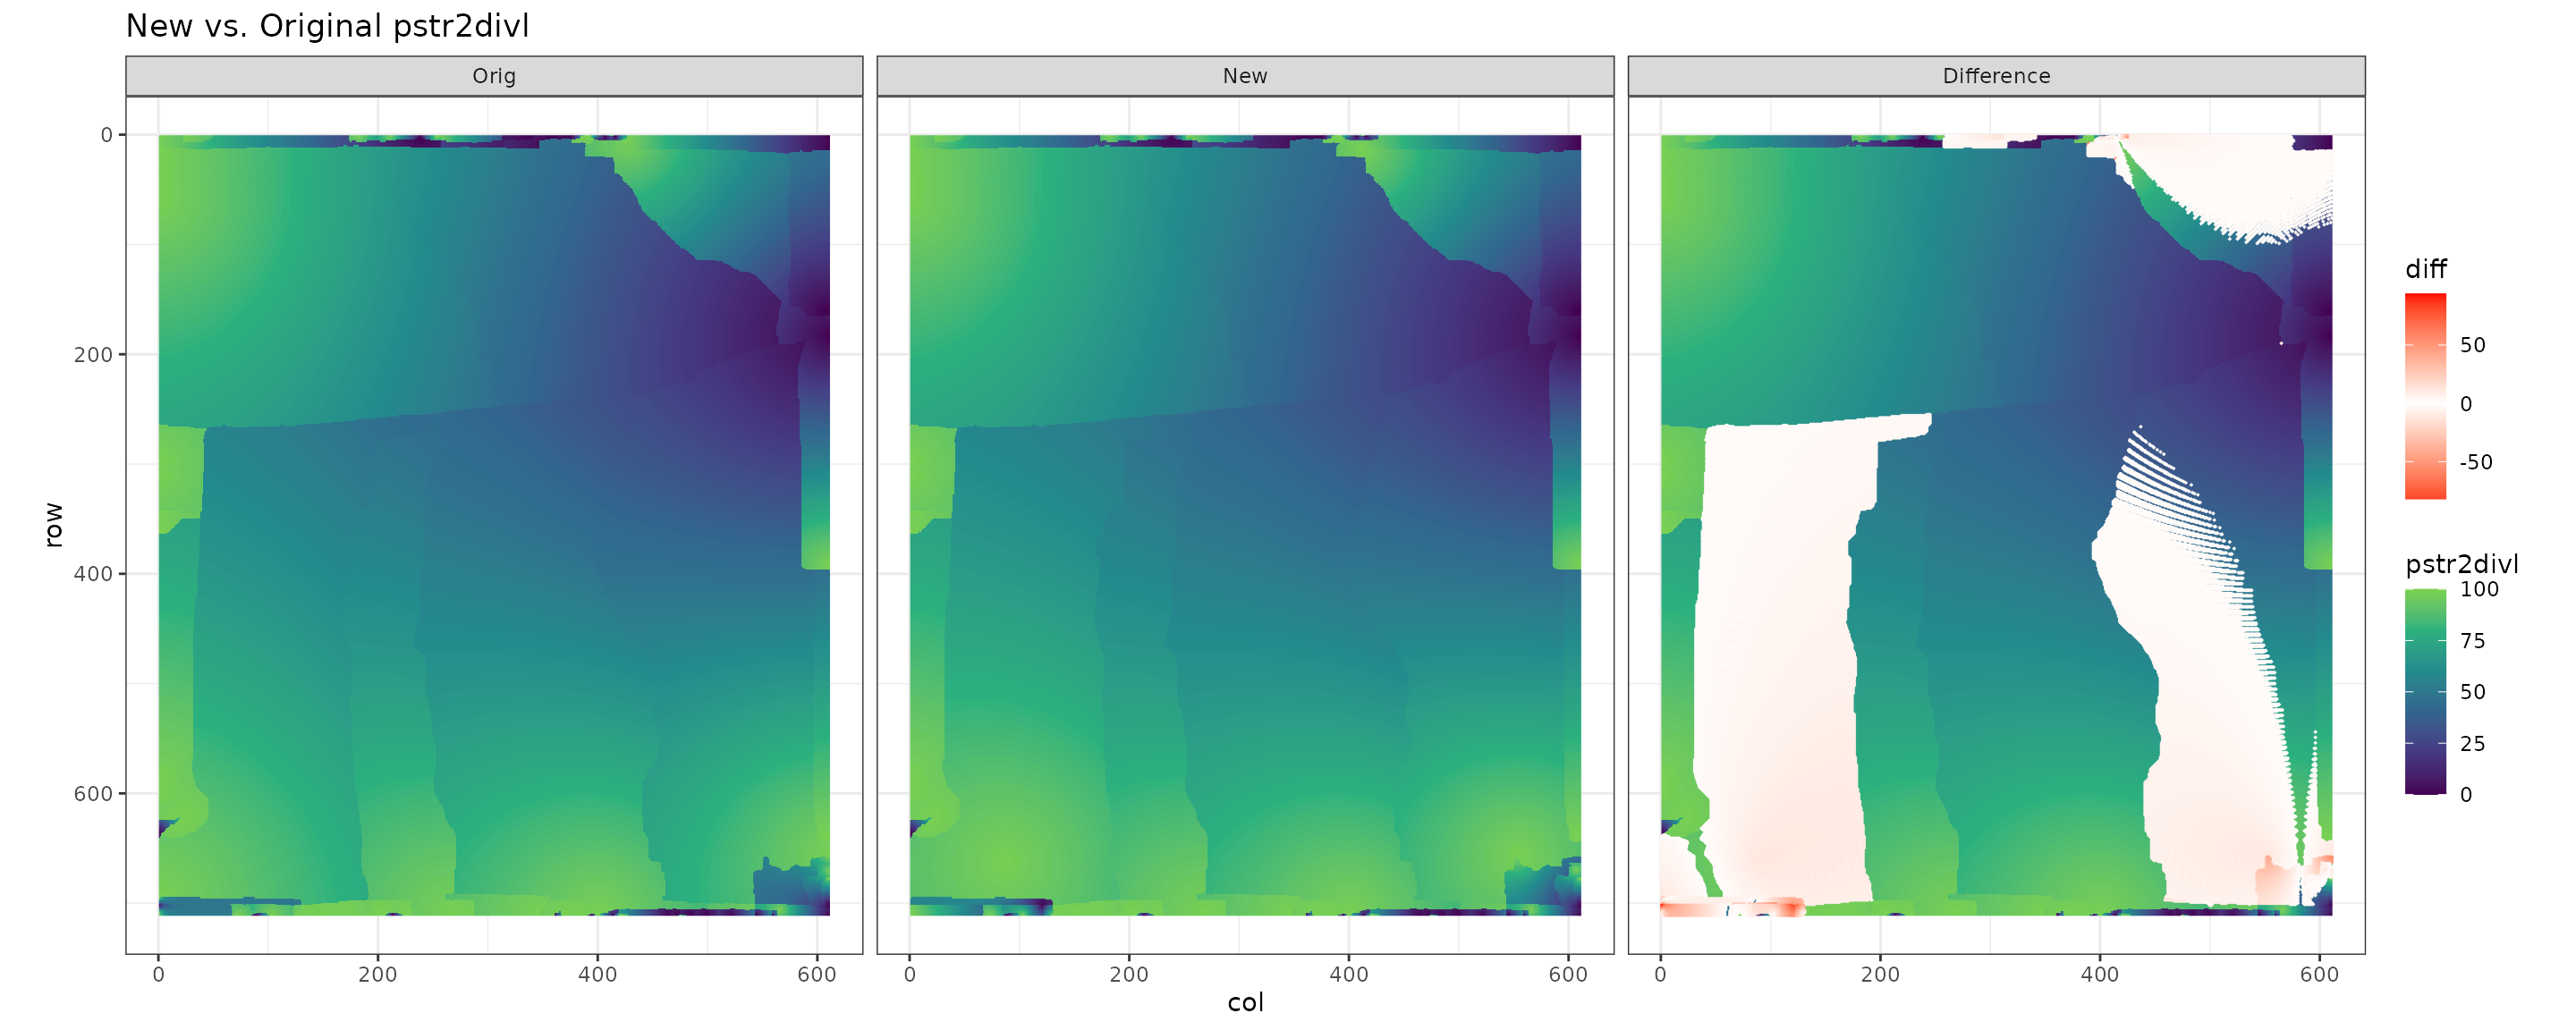 New vs. Original pstr2divl
Orig New Difference
0
200
400
600
row
0 200 400 600 0 200 400 600 0 200 400 600
col
diff
50
0
-50
pstr2divl
100
75
50
25
0